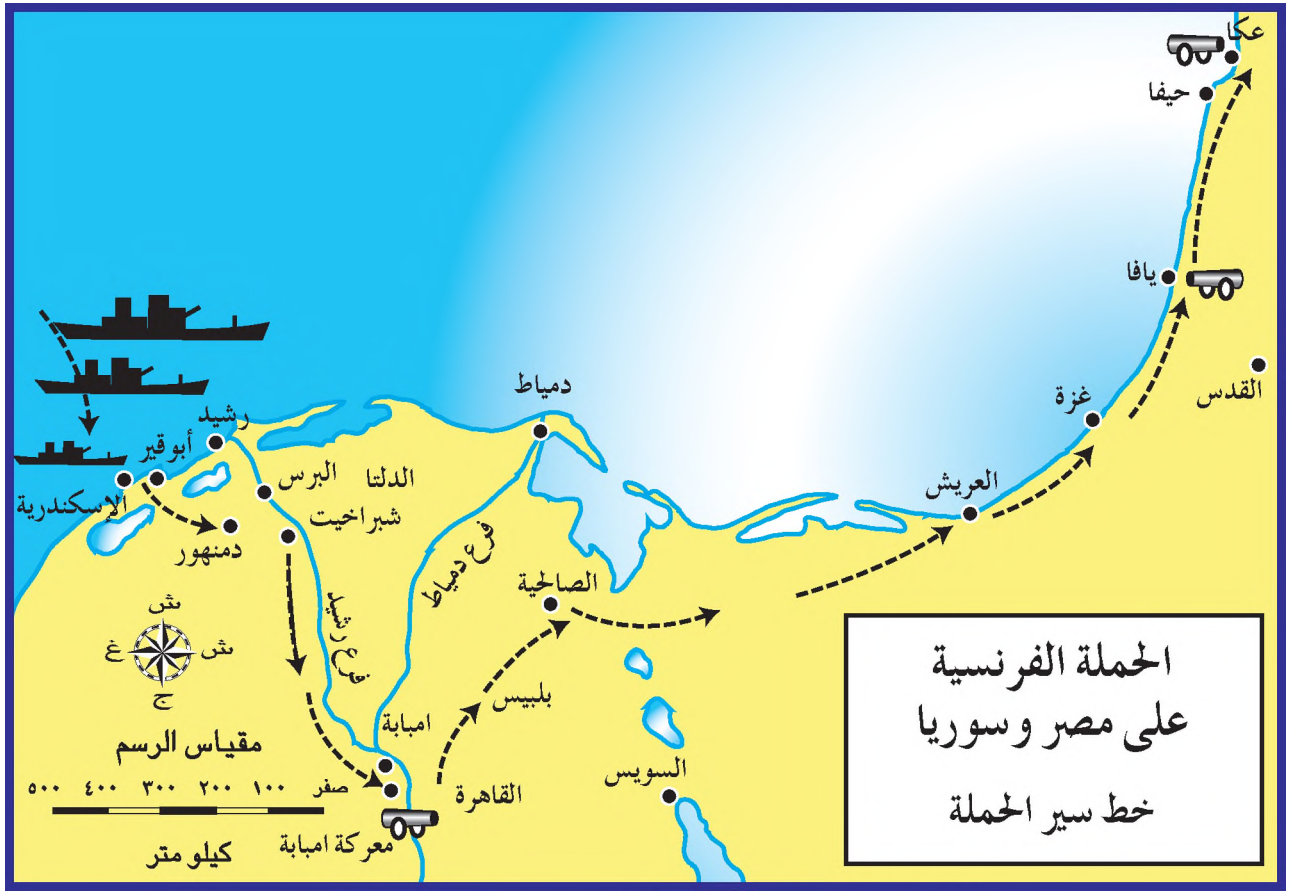 الحملة الفرنسية
على مصر وسوريا
خط سير الحملة
عكا
حيفا
يافا
القدس
غزة
العريش
دمياط
رشيد
أبو قير
الإسكندرية
البرس
الدلتا
شبراخيت
دمنهور
فرع دمياط
فرع رشيد
الصالحية
بلبيس
امبابة
القاهرة
السويس
معركة امبابة
ش
ش
غ
ج
مقياس الرسم
صفر ١٠٠ ٢٠٠ ٣٠٠ ٤٠٠ ٥٠٠
كيلو متر